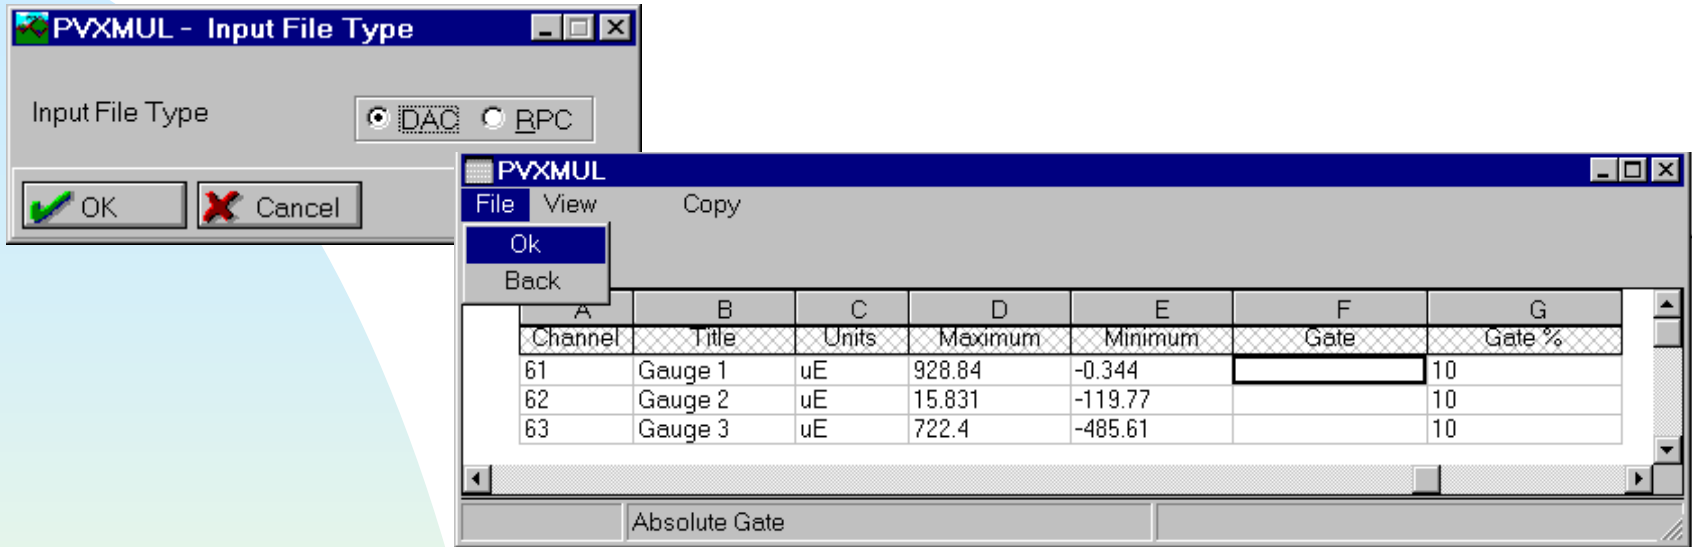 PVXMUL - Input File Type
Input File Type DAC RPC
OK Cancel
PVXMUL
File View Copy
Ok
Back
A B C D E F G
Channel Title Units Maximum Minimum Gate Gate %
61 Gauge 1 uE 928.84 -0.344 10
62 Gauge 2 uE 15.831 -119.77 10
63 Gauge 3 uE 722.4 -485.61 10
Absolute Gate